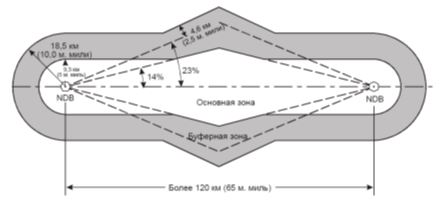 4,6 км
(2,5 м. мили)
18,5 км
(10,0 м. мили)
9,3 км
(5 м. миль)
14%
23%
NDB
NDB
Основная зона
Буферная зона
Более 120 км (65 м. миль)